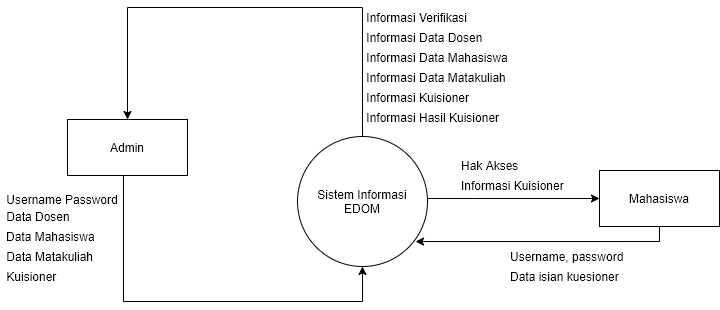 Informasi Verifikasi
Informasi Data Dosen
Informasi Data Mahasiswa
Informasi Data Matakuliah
Informasi Kuisioner
Informasi Hasil Kuisioner
Admin
Username Password
Data Dosen
Data Mahasiswa
Data Matakuliah
Kuisioner
Sistem Informasi
EDOM
Hak Akses
Informasi Kuisioner
Mahasiswa
Username, password
Data isian kuesioner